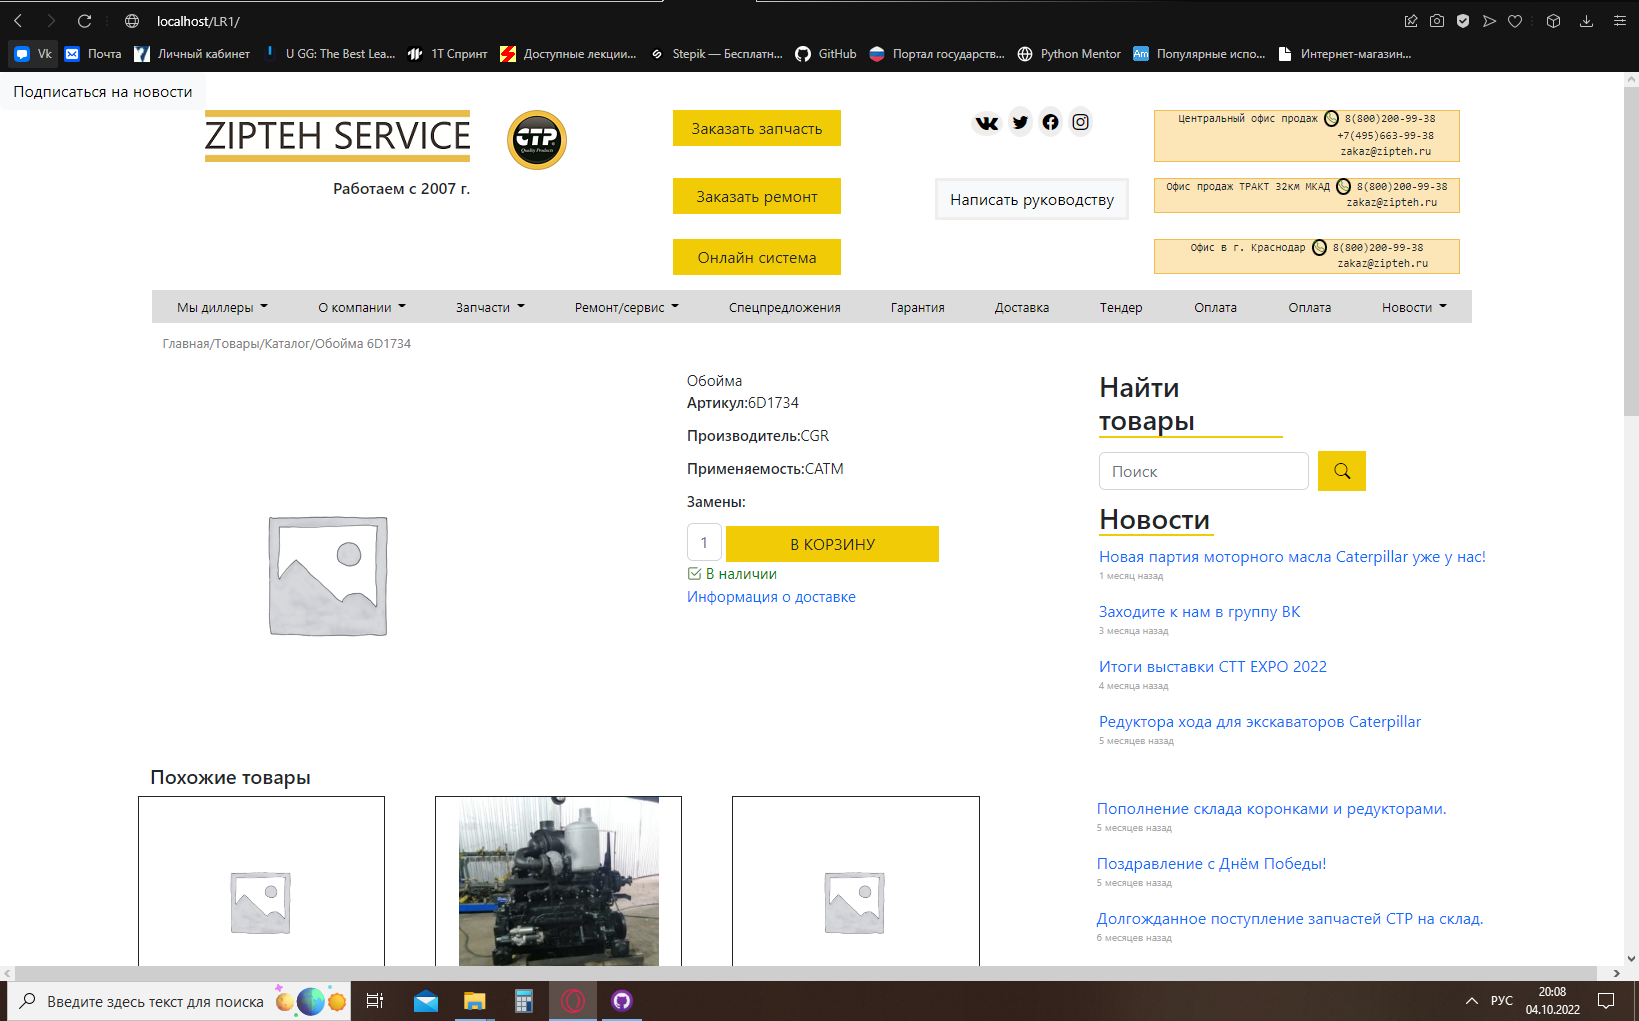 localhost/LR1/
Vk
Почта
Личный кабинет
U GG: The Best Lea...
1Т Спринт
Доступные лекции...
Stepik — Бесплатн...
GitHub
Портал государств...
Python Mentor
Am
Популярные испо...
Интернет-магазин...
Подписаться на новости
ZIPTEH SERVICE
Работаем с 2007 г.
CTP
Quality Products
Заказать запчасть
Заказать ремонт
Онлайн система
Написать руководству
Центральный офис продаж 8(800)200-99-38
+7(495)663-99-38
zakaz@zipteh.ru
Офис продаж ТРАКТ 32км МКАД 8(800)200-99-38
zakaz@zipteh.ru
Офис в г. Краснодар 8(800)200-99-38
zakaz@zipteh.ru
Мы диллеры
О компании
Запчасти
Ремонт/сервис
Спецпредложения
Гарантия
Доставка
Тендер
Оплата
Оплата
Новости
Главная/Товары/Каталог/Обойма 6D1734
Обойма
Артикул:6D1734
Производитель:CGR
Применяемость:CATM
Замены:
1
В КОРЗИНУ
В наличии
Информация о доставке
Найти
товары
Поиск
Новости
Новая партия моторного масла Caterpillar уже у нас!
1 месяц назад
Заходите к нам в группу ВК
3 месяца назад
Итоги выставки СТТ EXPO 2022
4 месяца назад
Редуктора хода для экскаваторов Caterpillar
5 месяцев назад
Похожие товары
Пополнение склада коронками и редукторами.
5 месяцев назад
Поздравление с Днём Победы!
5 месяцев назад
Долгожданное поступление запчастей СТР на склад.
6 месяцев назад
Введите здесь текст для поиска
РУС
20:08
04.10.2022